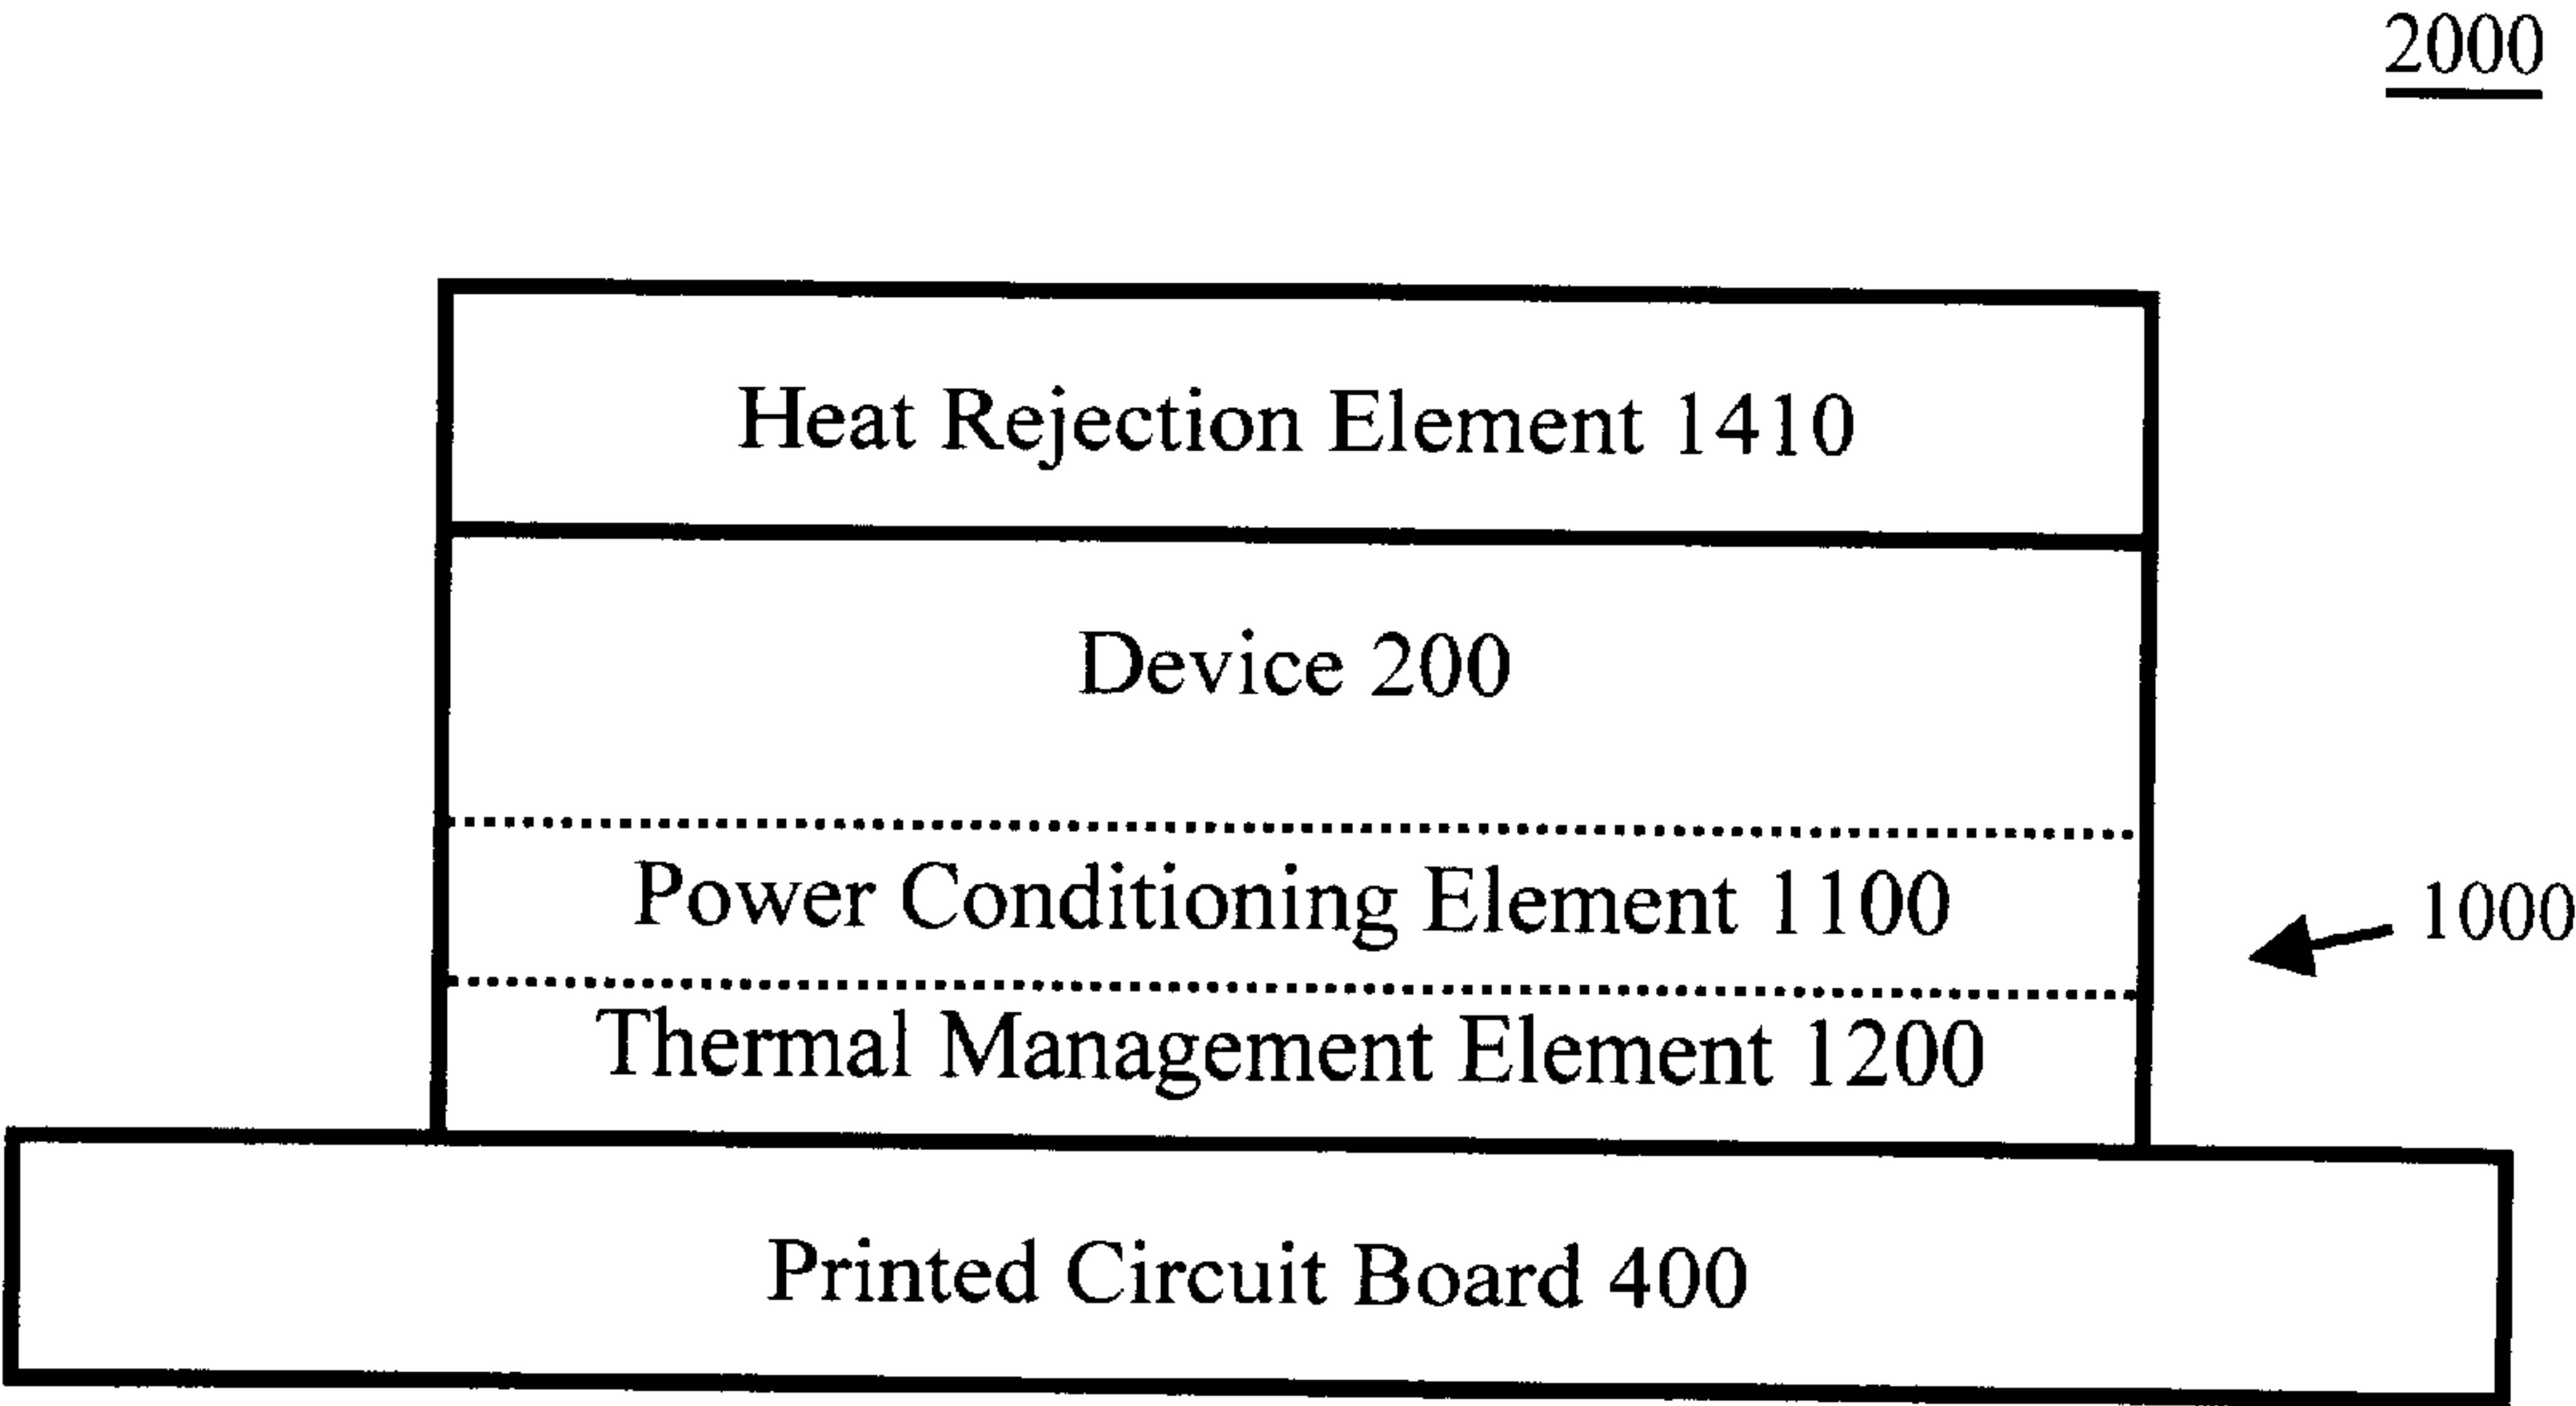 2000
Heat Rejection Element 1410
Device 200
Power Conditioning Element 1100
1000
Thermal Management Element 1200
Printed Circuit Board 400